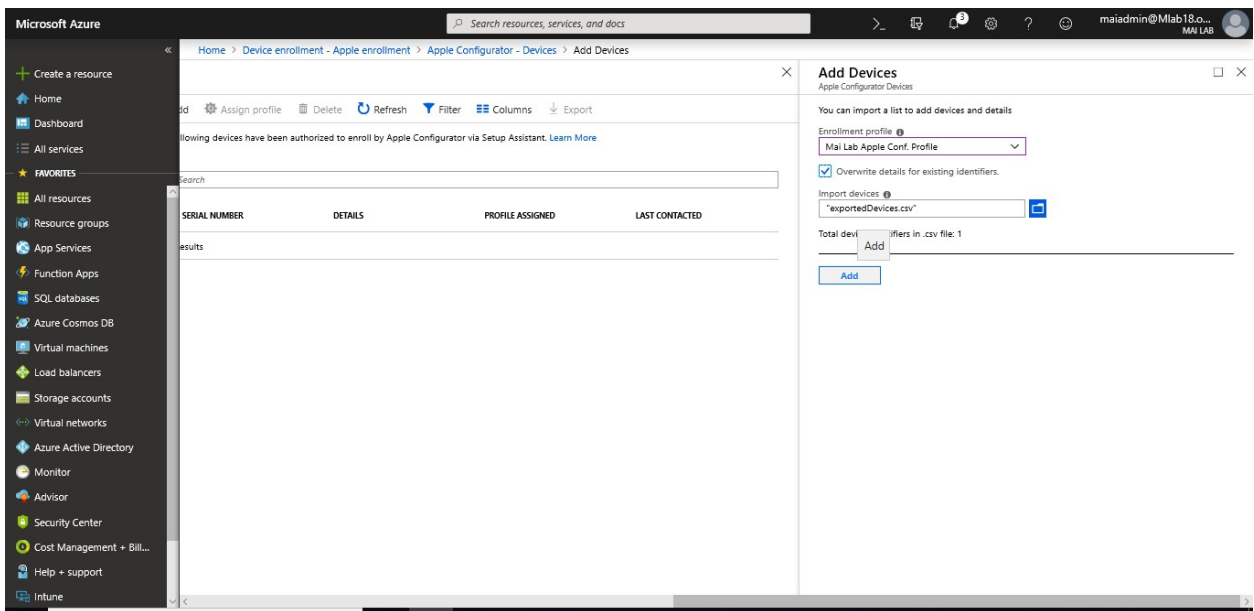 Microsoft Azure
Search resources, services, and docs
>_
3
?
maiadmin@Mlab18.o...
MAI LAB
«
Home > Device enrollment - Apple enrollment > Apple Configurator - Devices > Add Devices
Create a resource
Home
Dashboard
All services
FAVORITES
All resources
Resource groups
App Services
Function Apps
SQL databases
Azure Cosmos DB
Virtual machines
Load balancers
Storage accounts
Virtual networks
Azure Active Directory
Monitor
Advisor
Security Center
Cost Management + Bill...
Help + support
Intune
dd Assign profile Delete Refresh Filter Columns Export
llowing devices have been authorized to enroll by Apple Configurator via Setup Assistant. Learn More
Search
SERIAL NUMBER DETAILS PROFILE ASSIGNED LAST CONTACTED
esults
Add Devices
Apple Configurator Devices
You can import a list to add devices and details
Enrollment profile
Mai Lab Apple Conf. Profile
Overwrite details for existing identifiers.
Import devices
"exportedDevices.csv"
Total devi tifiers in .csv file: 1
Add
Add